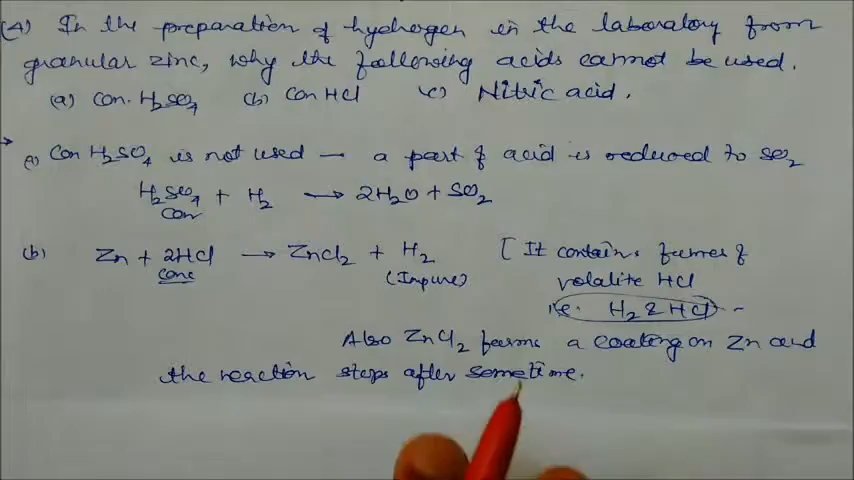 (4) In the preparation of hydrogen in the laboratory from
granular zinc, why the following acids cannot be used.
(a) Con. H₂SO₄ (b) Con HCl (c) Nitric acid.
→
(a) Con H₂SO₄ is not used — a part of acid is reduced to SO₂
H₂SO₄ + H₂ → 2H₂O + SO₂
Con
(b) Zn + 2HCl → ZnCl₂ + H₂ [It contains fumes of
conc (Impure) volalite HCl
i.e. H₂ & HCl) -
Also ZnCl₂ forms a coating on Zn and
the reaction stops after sometime.